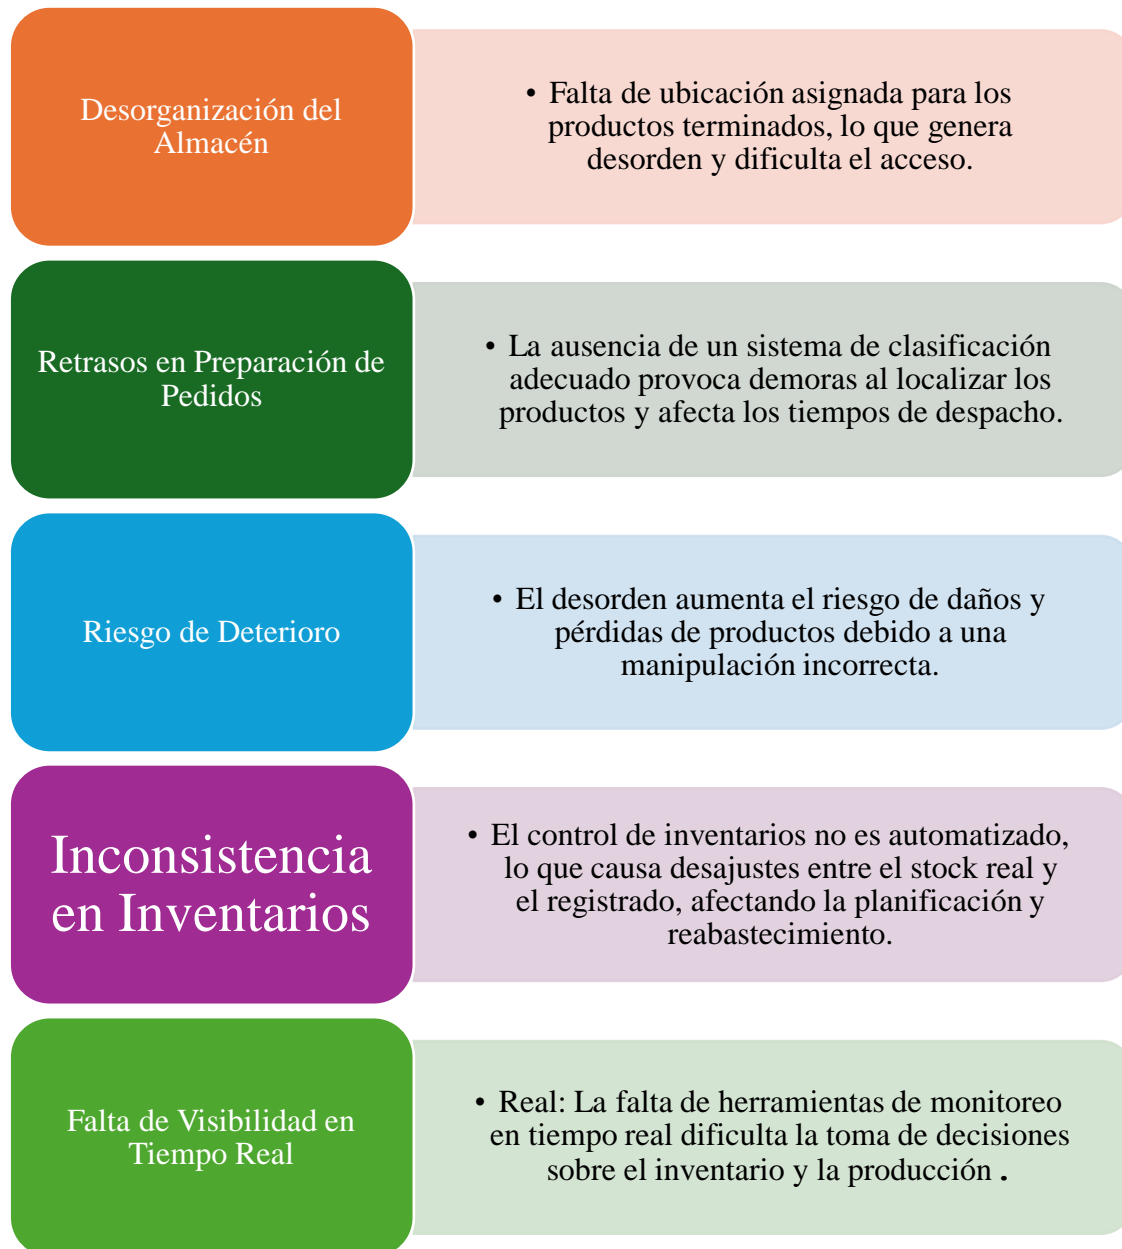 Desorganización del
Almacén
• Falta de ubicación asignada para los
productos terminados, lo que genera
desorden y dificulta el acceso.
Retrasos en Preparación de
Pedidos
• La ausencia de un sistema de clasificación
adecuado provoca demoras al localizar los
productos y afecta los tiempos de despacho.
Riesgo de Deterioro
• El desorden aumenta el riesgo de daños y
pérdidas de productos debido a una
manipulación incorrecta.
Inconsistencia
en Inventarios
• El control de inventarios no es automatizado,
lo que causa desajustes entre el stock real y
el registrado, afectando la planificación y
reabastecimiento.
Falta de Visibilidad en
Tiempo Real
• Real: La falta de herramientas de monitoreo
en tiempo real dificulta la toma de decisiones
sobre el inventario y la producción .